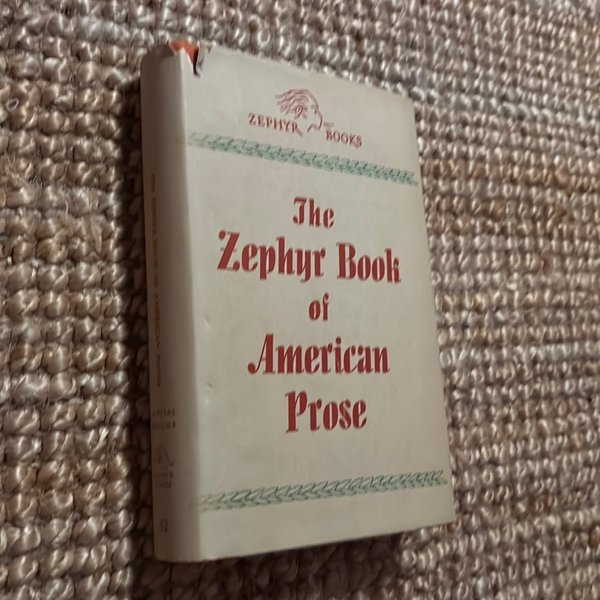 ZEPHYR BOOKS
The
Zephyr Book
of
American
Prose